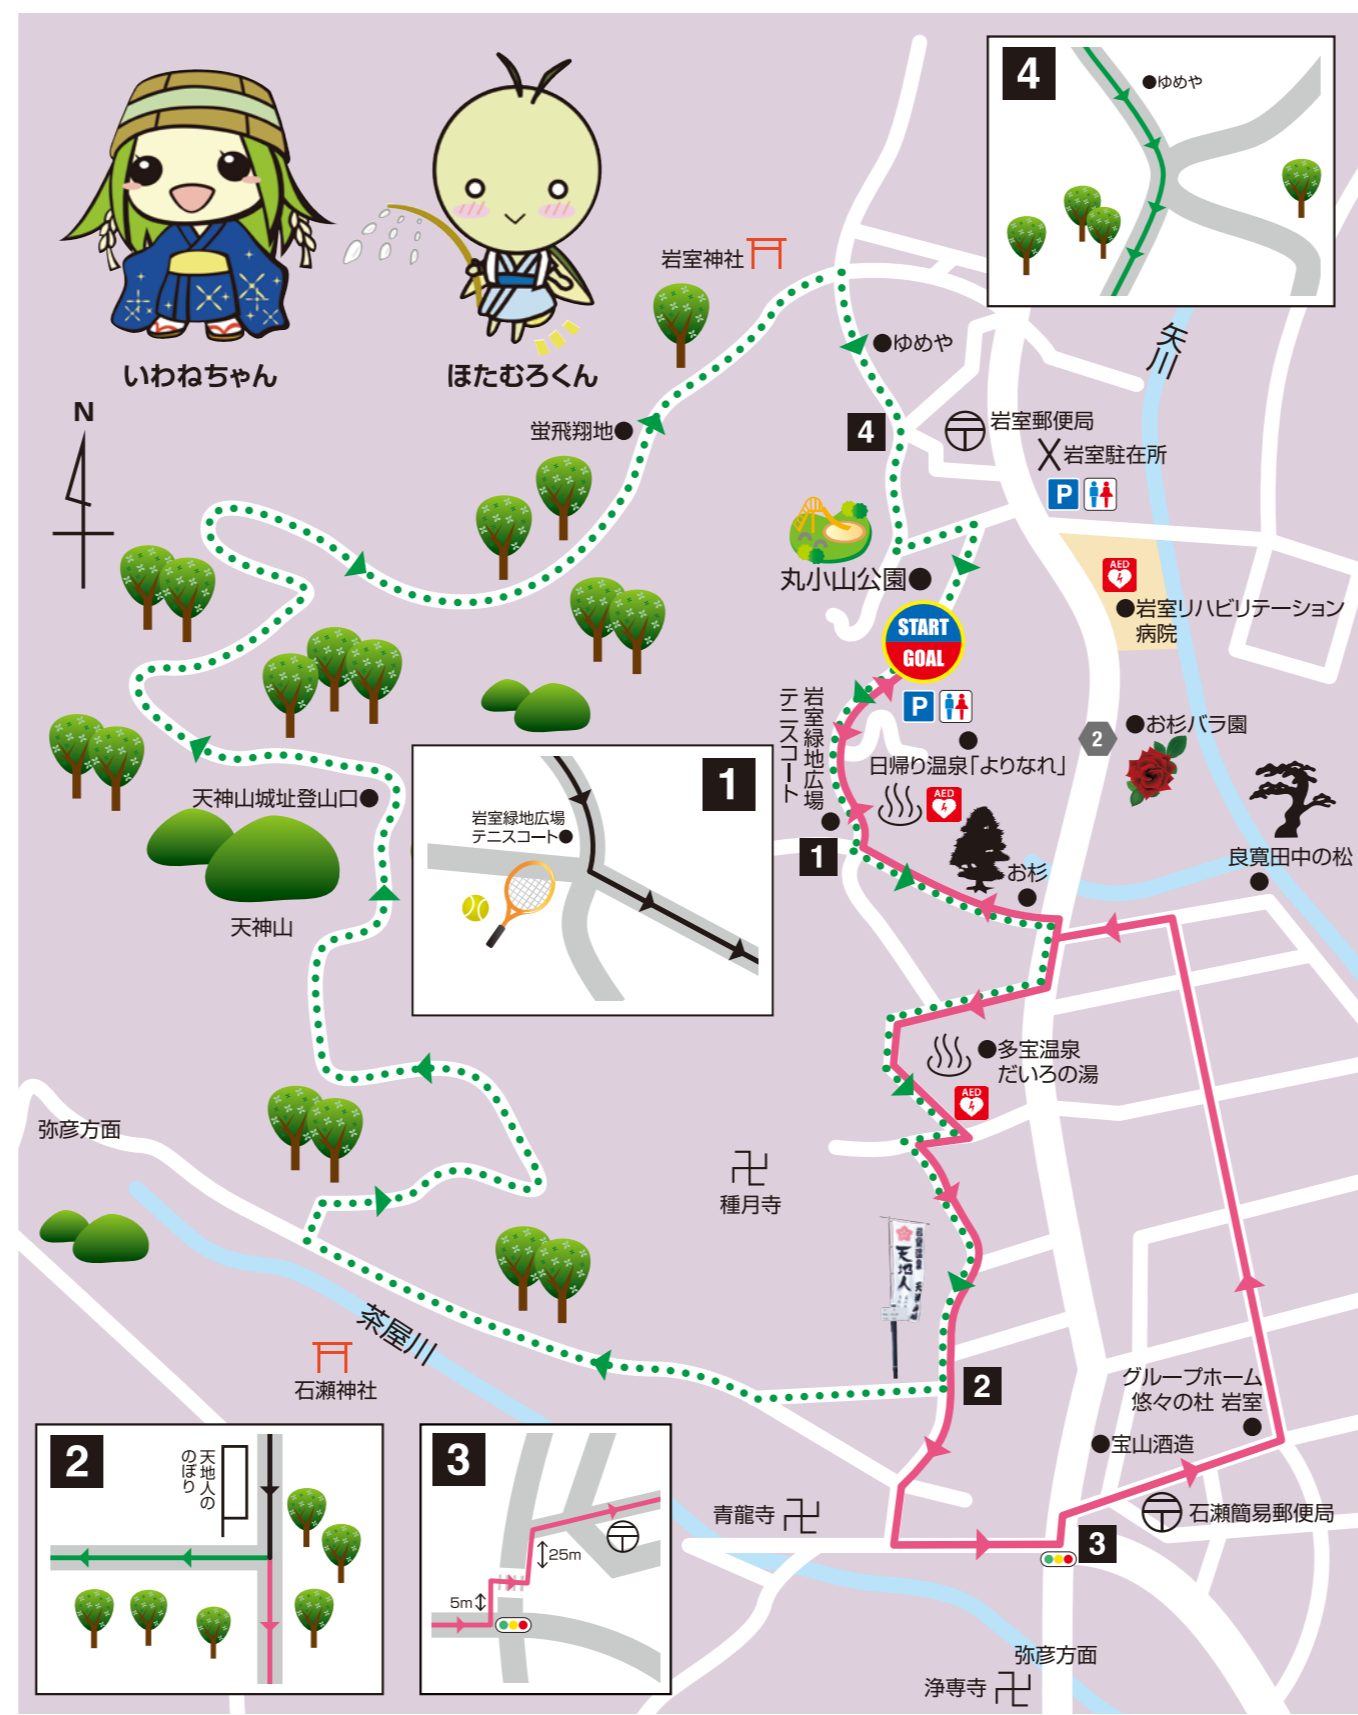 4
ゆめや
いわねちゃん
ほたむろくん
N
岩室神社
ゆめや
矢川
蛍飛翔地
4
岩室郵便局
岩室駐在所
P
丸小山公園
AED
岩室リハビリテーション
病院
START
GOAL
P
岩室緑地広場
テニスコート
日帰り温泉「よりなれ」
AED
2
お杉バラ園
良寛田中の松
1
お杉
天神山城址登山口
天神山
1
岩室緑地広場
テニスコート
多宝温泉
だいろの湯
AED
弥彦方面
種月寺
天地人
茶屋川
石瀬神社
2
グループホーム
悠々の杜 岩室
宝山酒造
石瀬簡易郵便局
青龍寺
3
2
天地人の
のぼり
3
25m
5m
弥彦方面
浄専寺